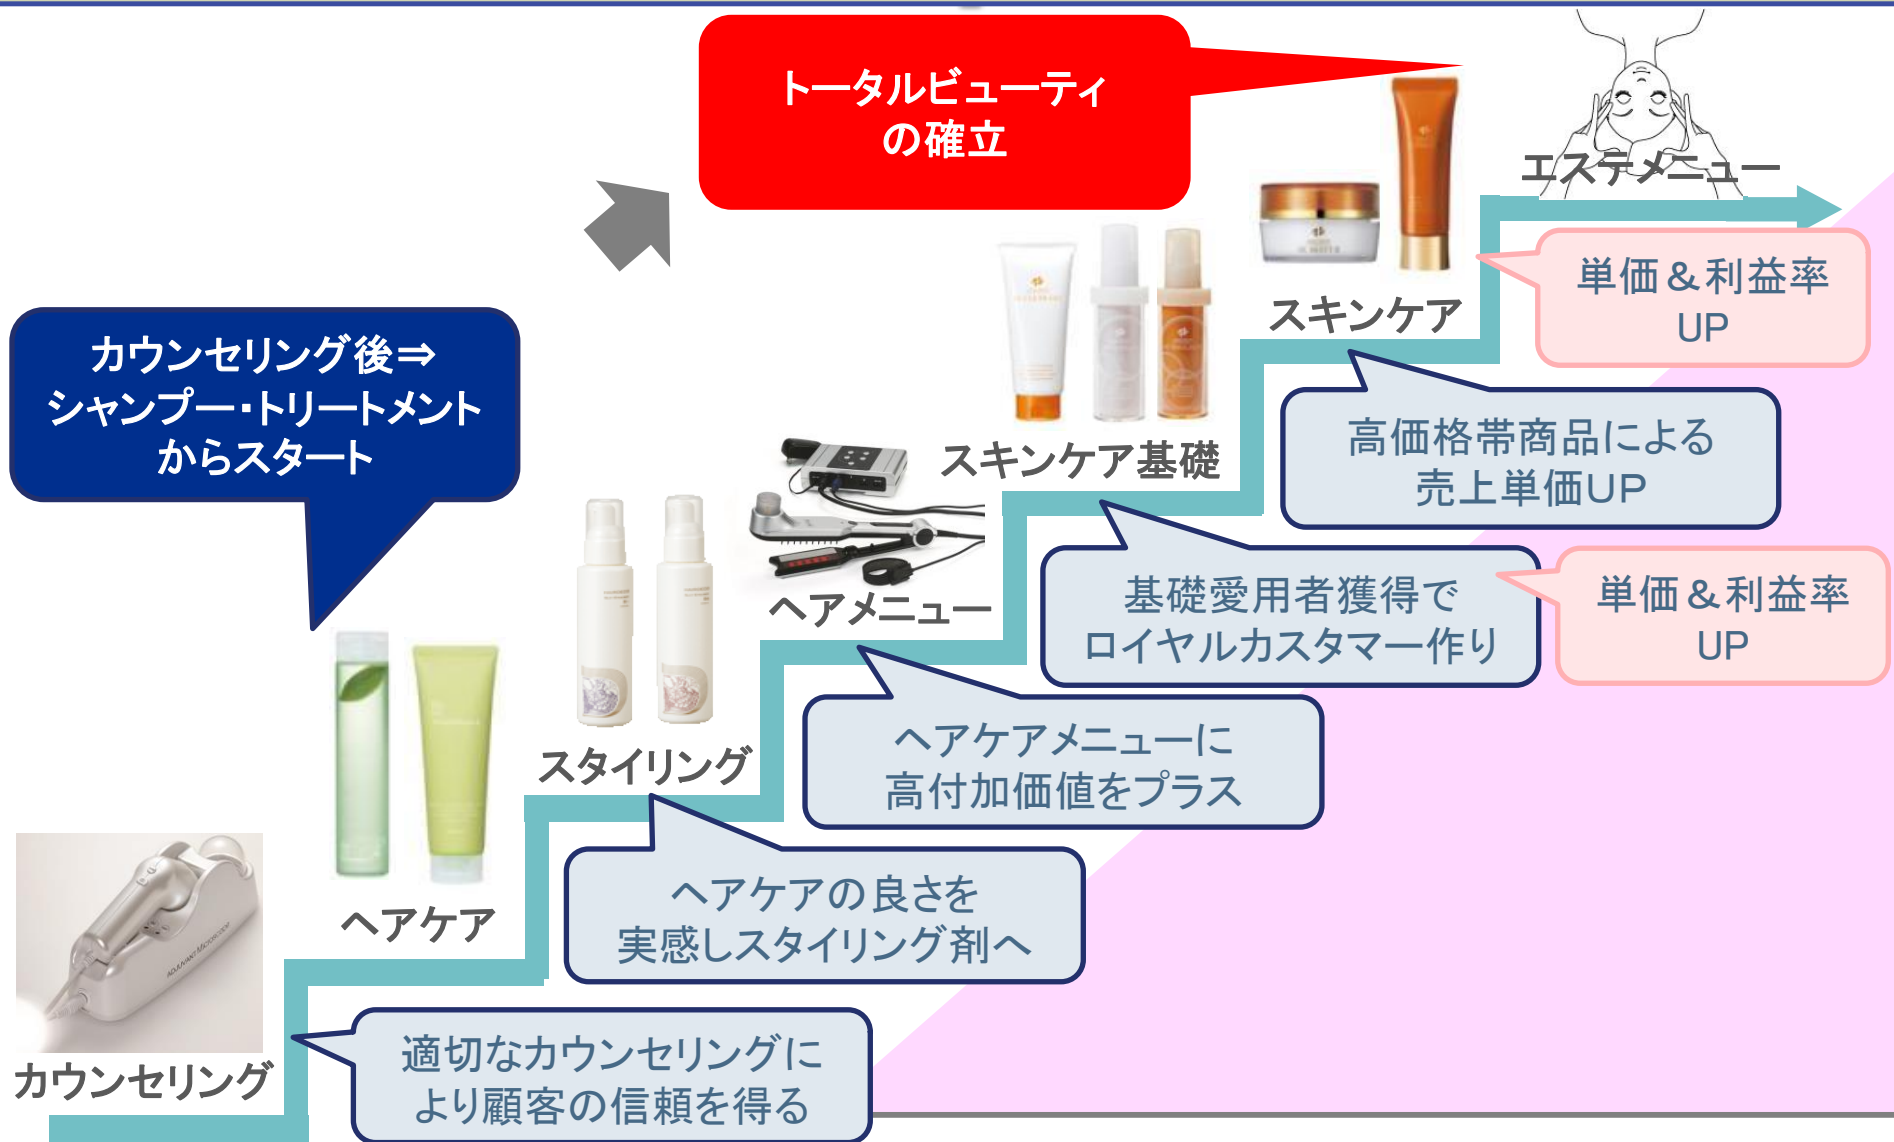 トータルビューティ
の確立
エステメニュー
単価&利益率
UP
スキンケア
カウンセリング後⇒
シャンプー・トリートメント
からスタート
高価格帯商品による
売上単価UP
スキンケア基礎
基礎愛用者獲得で
ロイヤルカスタマー作り
単価&利益率
UP
ヘアメニュー
ヘアケアメニューに
高付加価値をプラス
スタイリング
ヘアケアの良さを
実感しスタイリング剤へ
ヘアケア
ADJUVANT Microscope
カウンセリング
適切なカウンセリングに
より顧客の信頼を得る